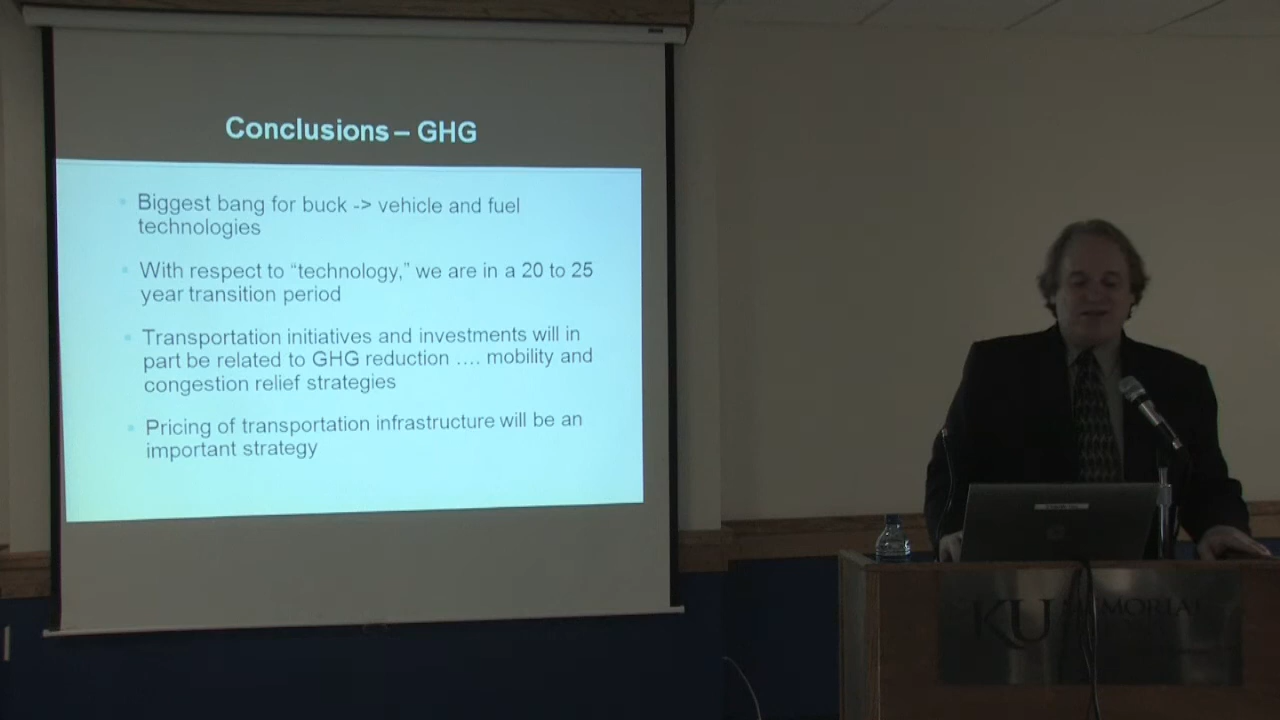 Conclusions – GHG
Biggest bang for buck -> vehicle and fuel
technologies
With respect to “technology,” we are in a 20 to 25
year transition period
Transportation initiatives and investments will in
part be related to GHG reduction .... mobility and
congestion relief strategies
Pricing of transportation infrastructure will be an
important strategy
KU MEMORIAL